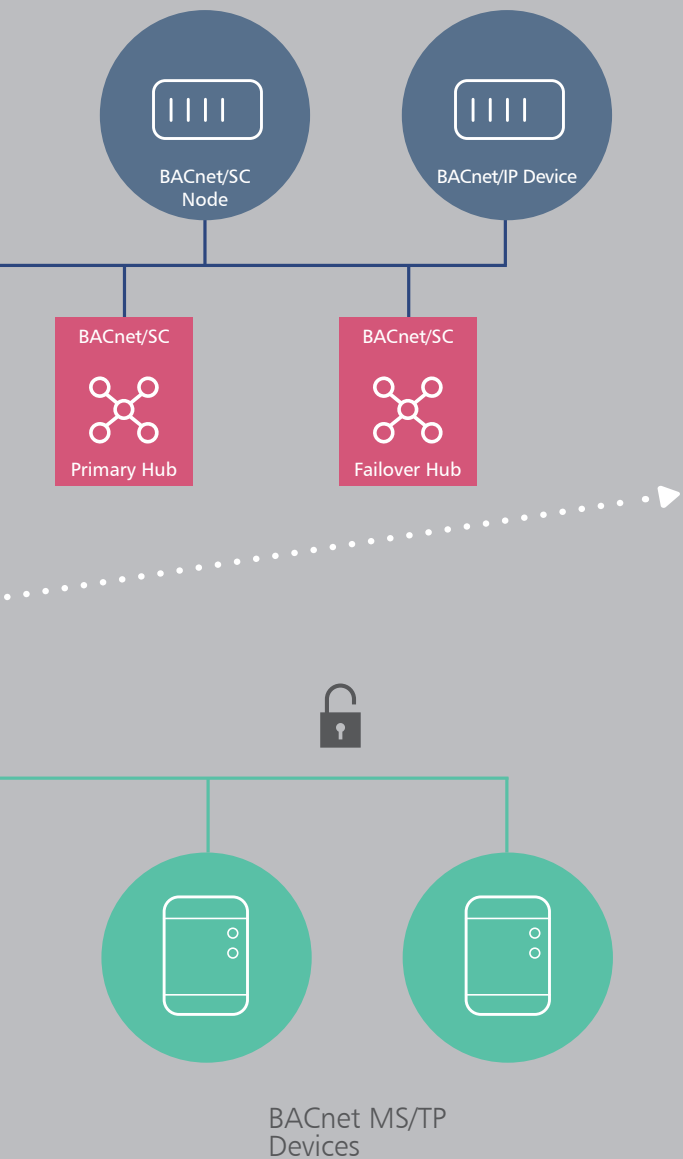 BACnet/SC
Node
BACnet/IP Device
BACnet/SC
Primary Hub
BACnet/SC
Failover Hub
BACnet MS/TP
Devices